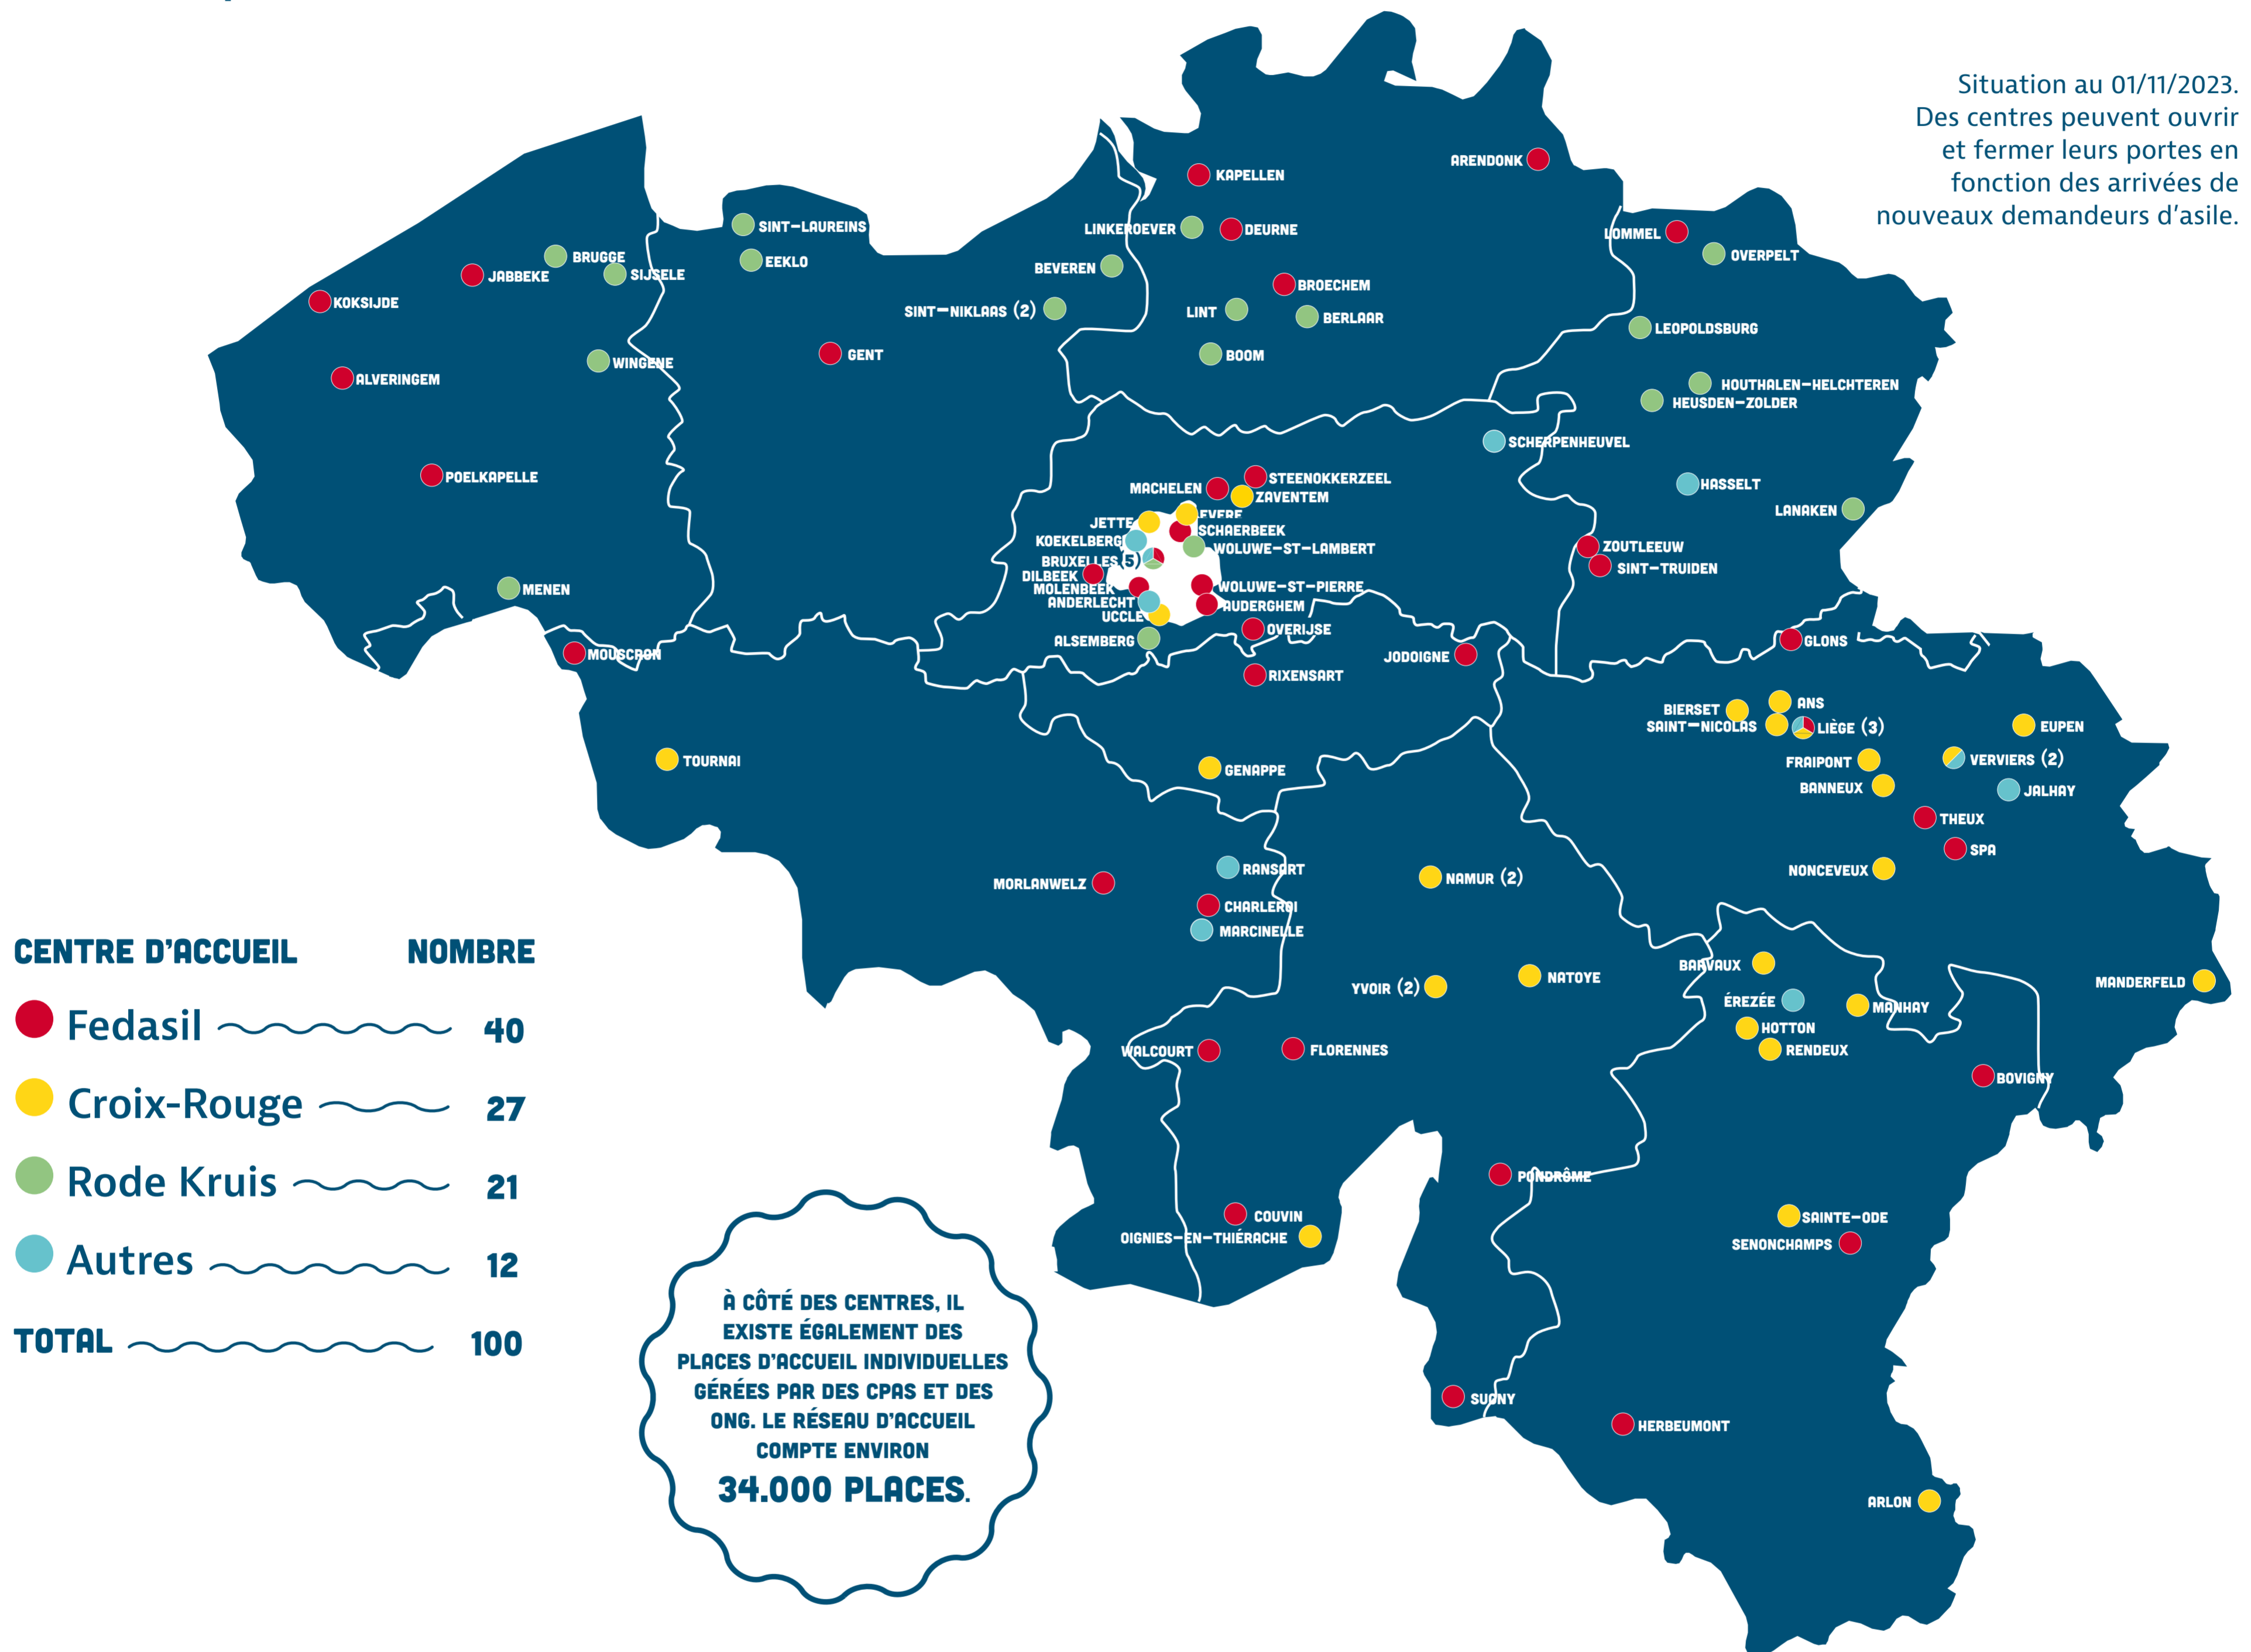 Situation au 01/11/2023.
Des centres peuvent ouvrir
et fermer leurs portes en
fonction des arrivées de
nouveaux demandeurs d'asile.
ARENDONK
KAPELLEN
SINT-LAUREINS
LINKEROEVER
DEURNE
LOMMEL
OVERPELT
BRUGGE
EEKLO
JABBEKE
SIJSELE
BEVEREN
BROECHEM
KOKSIJDE
SINT-NIKLAAS (2)
LINT
BERLAAR
LEOPOLDSBURG
GENT
BOOM
WINGENE
ALVERINGEM
HOUTHALEN-HELCHTEREN
HEUSDEN-ZOLDER
SCHERPENHEUVEL
POELKAPELLE
STEENOKKERZEEL
MACHELEN
ZAVENTEM
HASSELT
LANAKEN
EVERE
JETTE
SCHAERBEEK
KOEKELBERG
WOLUWE-ST-LAMBERT
ZOUTLEEUW
BRUXELLES (5)
SINT-TRUIDEN
DILBEEK
MOLENBEEK
WOLUWE-ST-PIERRE
MENEN
ANDERLECHT
AUDERGHEM
UCCLE
OVERIJSE
ALSEMBERG
GLONS
MOUSCRON
JODOIGNE
RIXENSART
ANS
BIERSET
SAINT-NICOLAS
LIÈGE (3)
EUPEN
TOURNAI
GENAPPE
FRAIPONT
VERVIERS (2)
BANNEUX
JALHAY
THEUX
SPA
RANSART
NONCEVEUX
MORLANWELZ
NAMUR (2)
CHARLEROI
MARCINELLE
BARVAUX
NATOYE
MANDERFELD
YVOIR (2)
ÉREZÉE
MANHAY
HOTTON
WALCOURT
FLORENNES
RENDEUX
BOVIGNY
PONDRÔME
COUVIN
SAINTE-ODE
OIGNIES-EN-THIÉRACHE
SENONCHAMPS
SUGNY
HERBEUMONT
ARLON
CENTRE D'ACCUEIL NOMBRE
Fedasil 40
Croix-Rouge 27
Rode Kruis 21
Autres 12
TOTAL 100
À CÔTÉ DES CENTRES, IL
EXISTE ÉGALEMENT DES
PLACES D'ACCUEIL INDIVIDUELLES
GÉRÉES PAR DES CPAS ET DES
ONG. LE RÉSEAU D'ACCUEIL
COMPTE ENVIRON
34.000 PLACES.